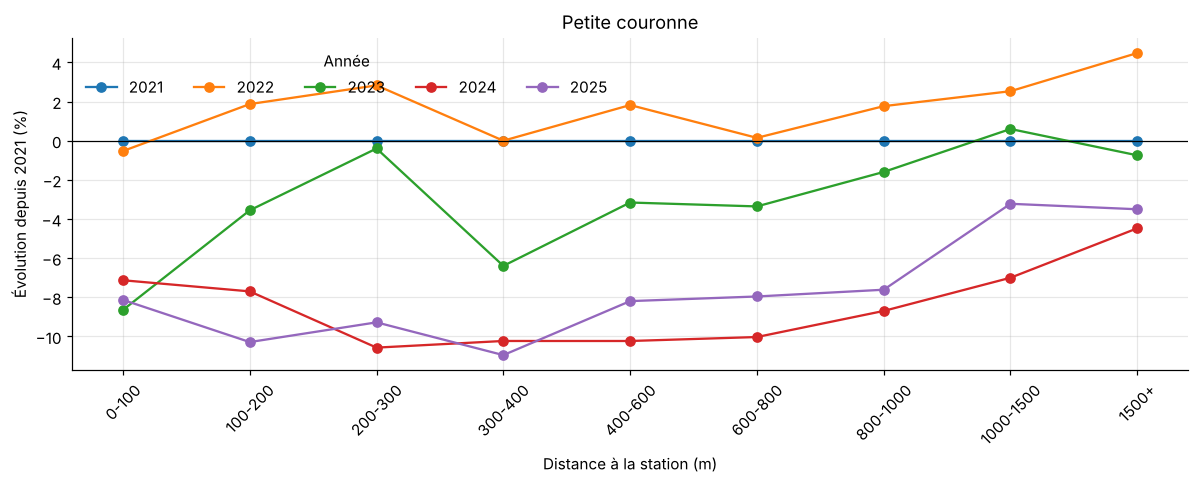 Petite couronne
Année
2021 2022 2023 2024 2025
Évolution depuis 2021 (%)
4
2
0
−2
−4
−6
−8
−10
0-100 100-200 200-300 300-400 400-600 600-800 800-1000 1000-1500 1500+
Distance à la station (m)